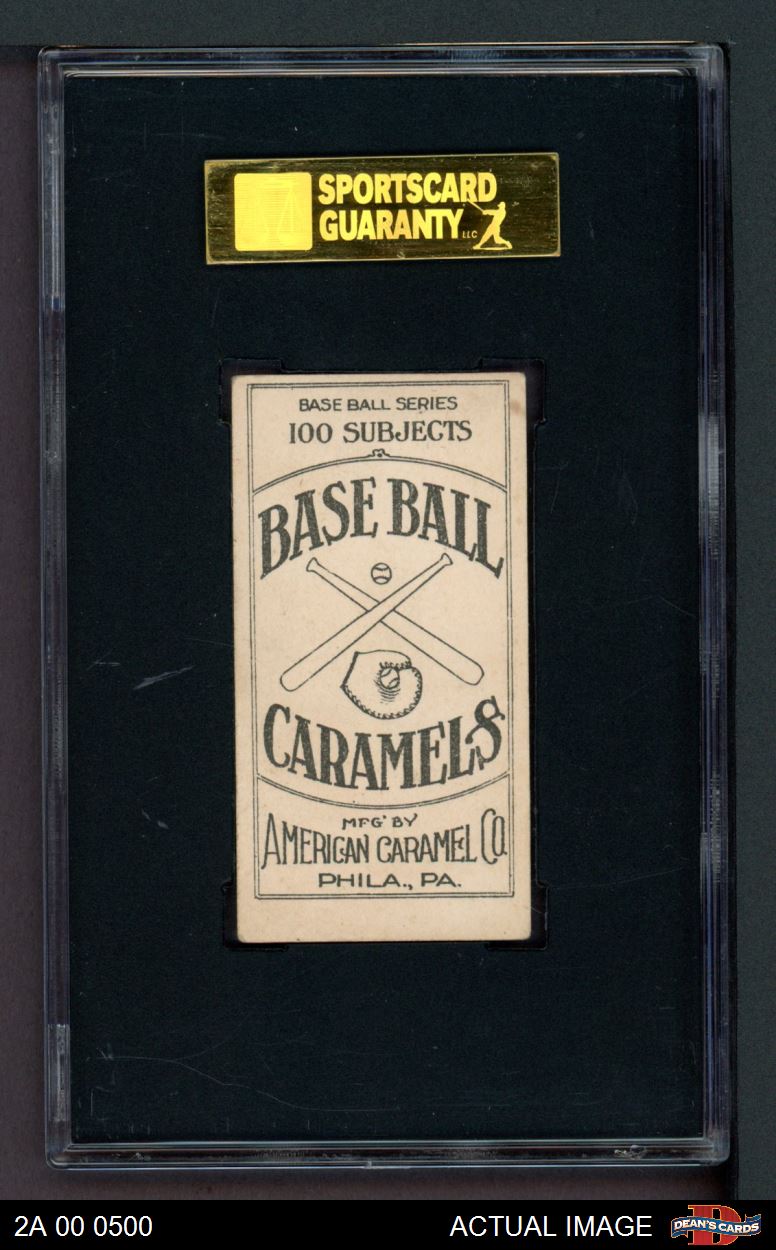 SPORTSCARD
GUARANTY LLC
BASE BALL SERIES
100 SUBJECTS
BASE BALL
CARAMELS
MFG' BY
AMERICAN CARAMEL CO.
PHILA., PA.
2A 00 0500
ACTUAL IMAGE
D
DEAN'S CARDS